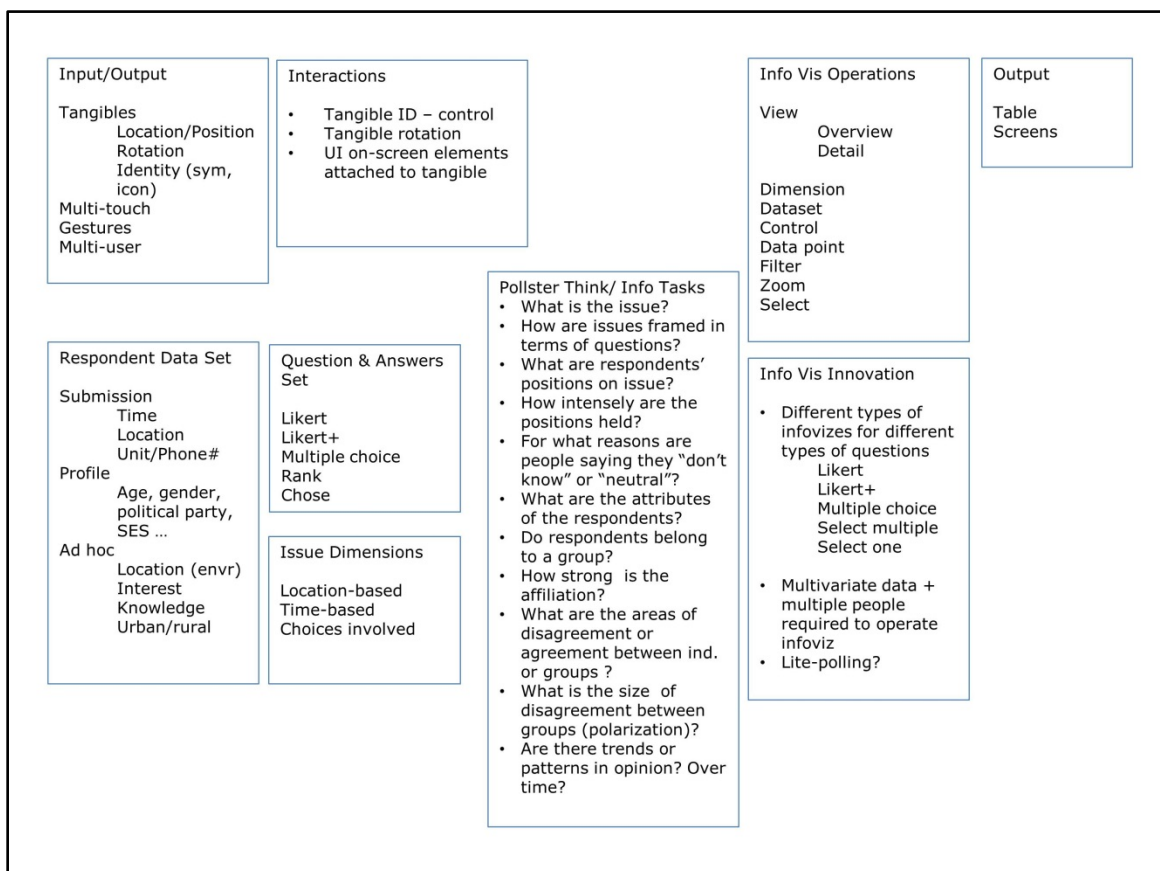 Input/Output
Tangibles
Location/Position
Rotation
Identity (sym,
icon)
Multi-touch
Gestures
Multi-user
Interactions
• Tangible ID – control
• Tangible rotation
• UI on-screen elements
attached to tangible
Info Vis Operations
View
Overview
Detail
Dimension
Dataset
Control
Data point
Filter
Zoom
Select
Output
Table
Screens
Respondent Data Set
Submission
Time
Location
Unit/Phone#
Profile
Age, gender,
political party,
SES ...
Ad hoc
Location (envr)
Interest
Knowledge
Urban/rural
Question & Answers
Set
Likert
Likert+
Multiple choice
Rank
Chose
Issue Dimensions
Location-based
Time-based
Choices involved
Pollster Think/ Info Tasks
• What is the issue?
• How are issues framed in
terms of questions?
• What are respondents’
positions on issue?
• How intensely are the
positions held?
• For what reasons are
people saying they “don’t
know” or “neutral”?
• What are the attributes
of the respondents?
• Do respondents belong
to a group?
• How strong is the
affiliation?
• What are the areas of
disagreement or
agreement between ind.
or groups ?
• What is the size of
disagreement between
groups (polarization)?
• Are there trends or
patterns in opinion? Over
time?
Info Vis Innovation
• Different types of
infovizes for different
types of questions
Likert
Likert+
Multiple choice
Select multiple
Select one
• Multivariate data +
multiple people
required to operate
infoviz
• Lite-polling?